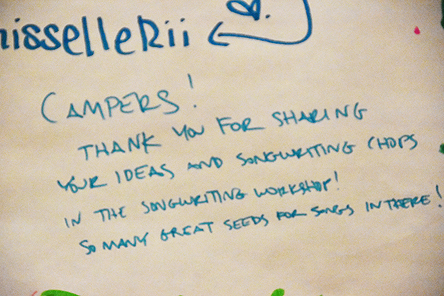 nisselleRii
CAMPERS!
THANK YOU FOR SHARING
YOUR IDEAS AND SONGWRITING CHOPS
IN THE SONGWRITING WORKSHOP!
SO MANY GREAT SEEDS FOR SONGS IN THERE!